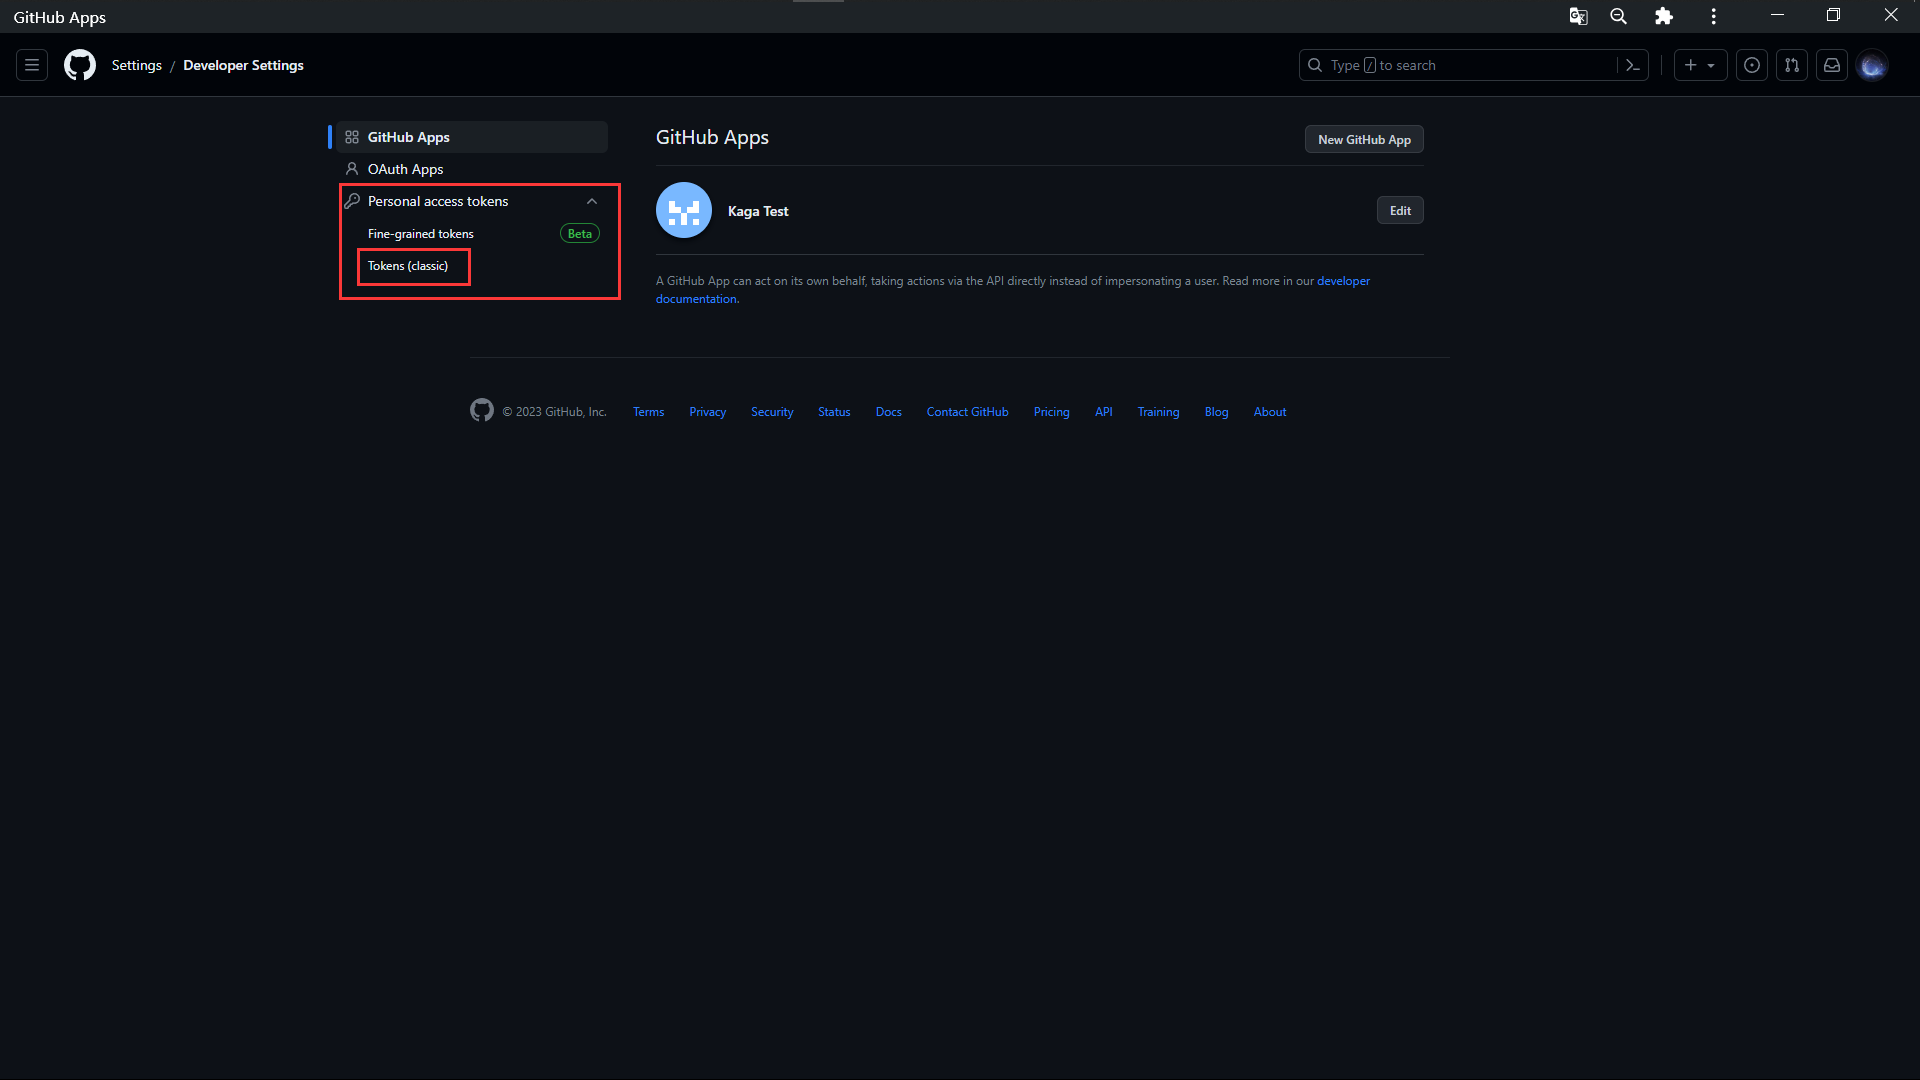 GitHub Apps
Settings / Developer Settings
Type / to search
GitHub Apps
OAuth Apps
Personal access tokens
Fine-grained tokens Beta
Tokens (classic)
GitHub Apps
New GitHub App
Kaga Test
Edit
A GitHub App can act on its own behalf, taking actions via the API directly instead of impersonating a user. Read more in our developer
documentation.
© 2023 GitHub, Inc. Terms Privacy Security Status Docs Contact GitHub Pricing API Training Blog About